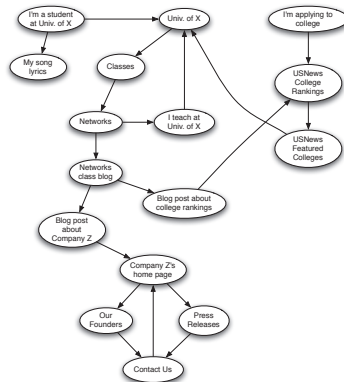 I'm a student
at Univ. of X
Univ. of X
I'm applying to
college
My song
lyrics
Classes
USNews
College
Rankings
Networks
I teach at
Univ. of X
USNews
Featured
Colleges
Networks
class blog
Blog post about
college rankings
Blog post
about
Company Z
Company Z's
home page
Our
Founders
Press
Releases
Contact Us